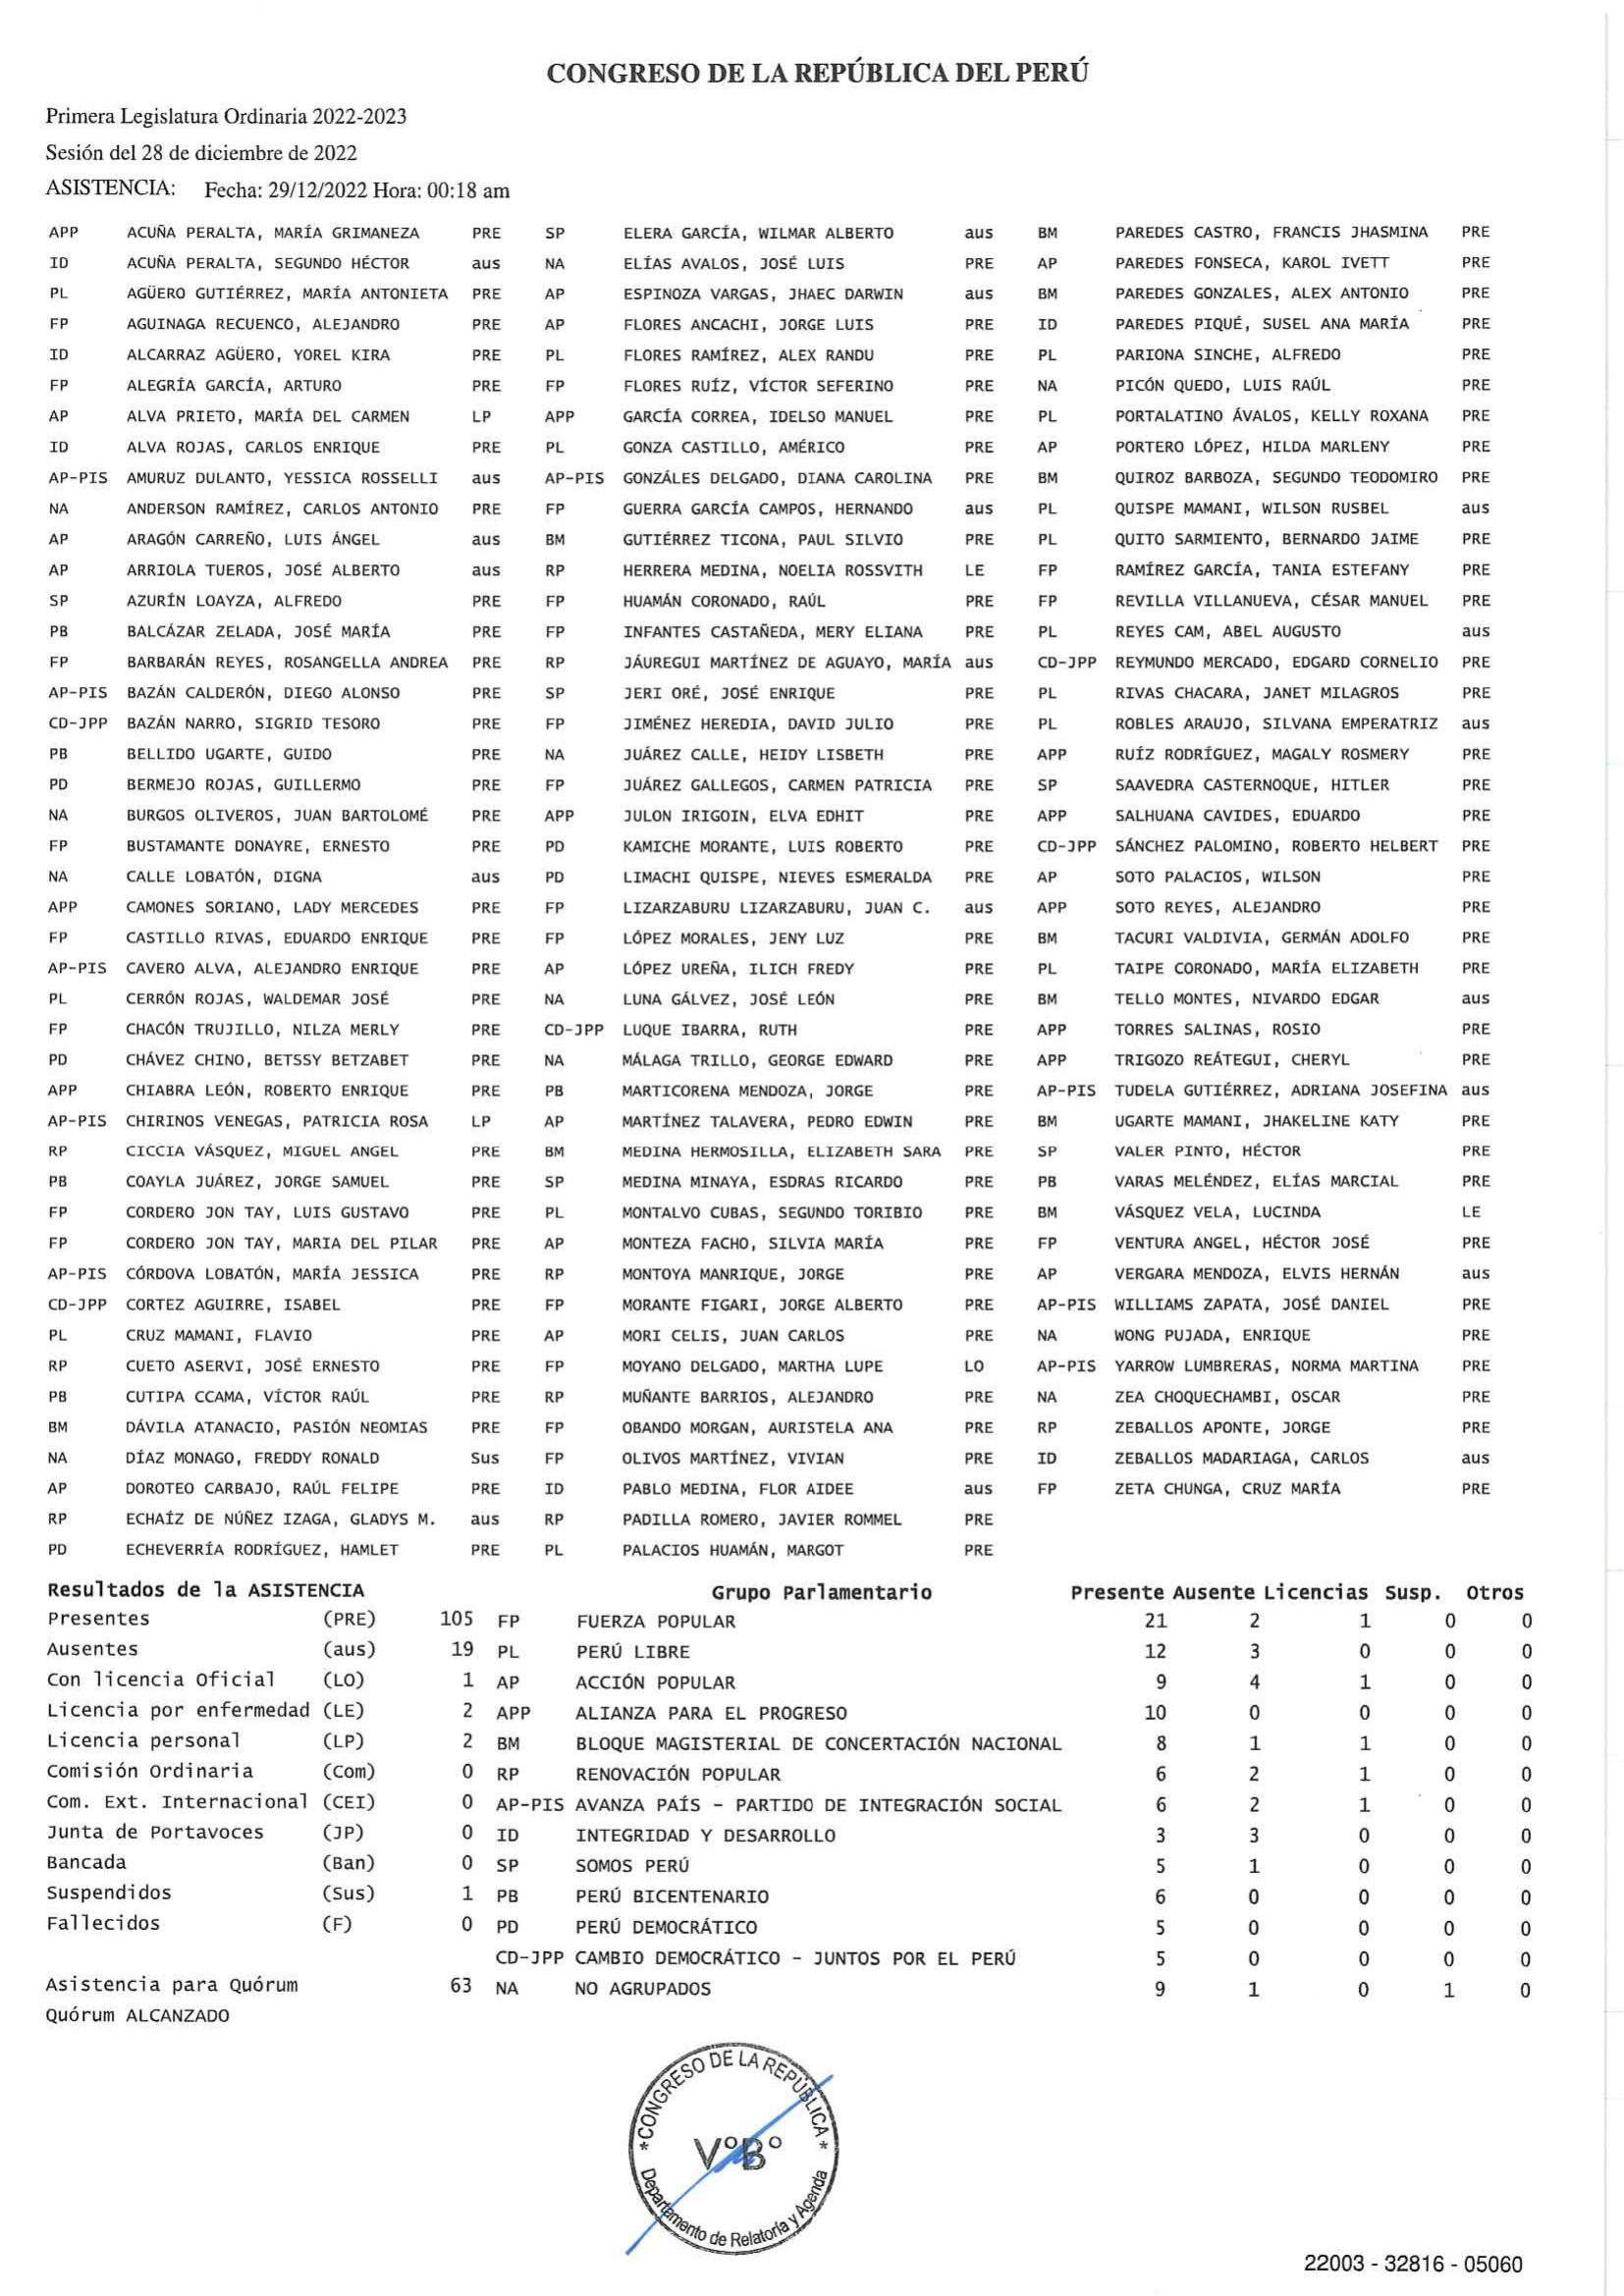 CONGRESO DE LA REPÚBLICA DEL PERÚ
Primera Legislatura Ordinaria 2022-2023
Sesión del 28 de diciembre de 2022
ASISTENCIA: Fecha: 29/12/2022 Hora: 00:18 am
APP ACUÑA PERALTA, MARÍA GRIMANEZA PRE SP ELERA GARCÍA, WILMAR ALBERTO aus BM PAREDES CASTRO, FRANCIS JHASMINA PRE
ID ACUÑA PERALTA, SEGUNDO HÉCTOR aus NA ELÍAS AVALOS, JOSÉ LUIS PRE AP PAREDES FONSECA, KAROL IVETT PRE
PL AGÜERO GUTIÉRREZ, MARÍA ANTONIETA PRE AP ESPINOZA VARGAS, JHAEC DARWIN aus BM PAREDES GONZALES, ALEX ANTONIO PRE
FP AGUINAGA RECUENCO, ALEJANDRO PRE AP FLORES ANCACHI, JORGE LUIS PRE ID PAREDES PIQUÉ, SUSEL ANA MARÍA PRE
ID ALCARRAZ AGÜERO, YOREL KIRA PRE PL FLORES RAMÍREZ, ALEX RANDU PRE PL PARIONA SINCHE, ALFREDO PRE
FP ALEGRÍA GARCÍA, ARTURO PRE FP FLORES RUÍZ, VÍCTOR SEFERINO PRE NA PICÓN QUEDO, LUIS RAÚL PRE
AP ALVA PRIETO, MARÍA DEL CARMEN LP APP GARCÍA CORREA, IDELSO MANUEL PRE PL PORTALATINO ÁVALOS, KELLY ROXANA PRE
ID ALVA ROJAS, CARLOS ENRIQUE PRE PL GONZA CASTILLO, AMÉRICO PRE AP PORTERO LÓPEZ, HILDA MARLENY PRE
AP-PIS AMURUZ DULANTO, YESSICA ROSSELLI aus AP-PIS GONZÁLES DELGADO, DIANA CAROLINA PRE BM QUIROZ BARBOZA, SEGUNDO TEODOMIRO PRE
NA ANDERSON RAMÍREZ, CARLOS ANTONIO PRE FP GUERRA GARCÍA CAMPOS, HERNANDO aus PL QUISPE MAMANI, WILSON RUSBEL aus
AP ARAGÓN CARREÑO, LUIS ÁNGEL aus BM GUTIÉRREZ TICONA, PAUL SILVIO PRE PL QUITO SARMIENTO, BERNARDO JAIME PRE
AP ARRIOLA TUEROS, JOSÉ ALBERTO aus RP HERRERA MEDINA, NOELIA ROSSVITH LE FP RAMÍREZ GARCÍA, TANIA ESTEFANY PRE
SP AZURÍN LOAYZA, ALFREDO PRE FP HUAMÁN CORONADO, RAÚL PRE FP REVILLA VILLANUEVA, CÉSAR MANUEL PRE
PB BALCÁZAR ZELADA, JOSÉ MARÍA PRE FP INFANTES CASTAÑEDA, MERY ELIANA PRE PL REYES CAM, ABEL AUGUSTO aus
FP BARBARÁN REYES, ROSANGELLA ANDREA PRE RP JÁUREGUI MARTÍNEZ DE AGUAYO, MARÍA aus CD-JPP REYMUNDO MERCADO, EDGARD CORNELIO PRE
AP-PIS BAZÁN CALDERÓN, DIEGO ALONSO PRE SP JERI ORÉ, JOSÉ ENRIQUE PRE PL RIVAS CHACARA, JANET MILAGROS PRE
CD-JPP BAZÁN NARRO, SIGRID TESORO PRE FP JIMÉNEZ HEREDIA, DAVID JULIO PRE PL ROBLES ARAUJO, SILVANA EMPERATRIZ aus
PB BELLIDO UGARTE, GUIDO PRE NA JUÁREZ CALLE, HEIDY LISBETH PRE APP RUÍZ RODRÍGUEZ, MAGALY ROSMERY PRE
PD BERMEJO ROJAS, GUILLERMO PRE FP JUÁREZ GALLEGOS, CARMEN PATRICIA PRE SP SAAVEDRA CASTERNOQUE, HITLER PRE
NA BURGOS OLIVEROS, JUAN BARTOLOMÉ PRE APP JULON IRIGOIN, ELVA EDHIT PRE APP SALHUANA CAVIDES, EDUARDO PRE
FP BUSTAMANTE DONAYRE, ERNESTO PRE PD KAMICHE MORANTE, LUIS ROBERTO PRE CD-JPP SÁNCHEZ PALOMINO, ROBERTO HELBERT PRE
NA CALLE LOBATÓN, DIGNA aus PD LIMACHI QUISPE, NIEVES ESMERALDA PRE AP SOTO PALACIOS, WILSON PRE
APP CAMONES SORIANO, LADY MERCEDES PRE FP LIZARZABURU LIZARZABURU, JUAN C. aus APP SOTO REYES, ALEJANDRO PRE
FP CASTILLO RIVAS, EDUARDO ENRIQUE PRE FP LÓPEZ MORALES, JENY LUZ PRE BM TACURI VALDIVIA, GERMÁN ADOLFO PRE
AP-PIS CAVERO ALVA, ALEJANDRO ENRIQUE PRE AP LÓPEZ UREÑA, ILICH FREDY PRE PL TAIPE CORONADO, MARÍA ELIZABETH PRE
PL CERRÓN ROJAS, WALDEMAR JOSÉ PRE NA LUNA GÁLVEZ, JOSÉ LEÓN PRE BM TELLO MONTES, NIVARDO EDGAR aus
FP CHACÓN TRUJILLO, NILZA MERLY PRE CD-JPP LUQUE IBARRA, RUTH PRE APP TORRES SALINAS, ROSIO PRE
PD CHÁVEZ CHINO, BETSSY BETZABET PRE NA MÁLAGA TRILLO, GEORGE EDWARD PRE APP TRIGOZO REÁTEGUI, CHERYL PRE
APP CHIABRA LEÓN, ROBERTO ENRIQUE PRE PB MARTICORENA MENDOZA, JORGE PRE AP-PIS TUDELA GUTIÉRREZ, ADRIANA JOSEFINA aus
AP-PIS CHIRINOS VENEGAS, PATRICIA ROSA LP AP MARTÍNEZ TALAVERA, PEDRO EDWIN PRE BM UGARTE MAMANI, JHAKELINE KATY PRE
RP CICCIA VÁSQUEZ, MIGUEL ANGEL PRE BM MEDINA HERMOSILLA, ELIZABETH SARA PRE SP VALER PINTO, HÉCTOR PRE
PB COAYLA JUÁREZ, JORGE SAMUEL PRE SP MEDINA MINAYA, ESDRAS RICARDO PRE PB VARAS MELÉNDEZ, ELÍAS MARCIAL PRE
FP CORDERO JON TAY, LUIS GUSTAVO PRE PL MONTALVO CUBAS, SEGUNDO TORIBIO PRE BM VÁSQUEZ VELA, LUCINDA LE
FP CORDERO JON TAY, MARIA DEL PILAR PRE AP MONTEZA FACHO, SILVIA MARÍA PRE FP VENTURA ANGEL, HÉCTOR JOSÉ PRE
AP-PIS CÓRDOVA LOBATÓN, MARÍA JESSICA PRE RP MONTOYA MANRIQUE, JORGE PRE AP VERGARA MENDOZA, ELVIS HERNÁN aus
CD-JPP CORTEZ AGUIRRE, ISABEL PRE FP MORANTE FIGARI, JORGE ALBERTO PRE AP-PIS WILLIAMS ZAPATA, JOSÉ DANIEL PRE
PL CRUZ MAMANI, FLAVIO PRE AP MORI CELIS, JUAN CARLOS PRE NA WONG PUJADA, ENRIQUE PRE
RP CUETO ASERVI, JOSÉ ERNESTO PRE FP MOYANO DELGADO, MARTHA LUPE LO AP-PIS YARROW LUMBRERAS, NORMA MARTINA PRE
PB CUTIPA CCAMA, VÍCTOR RAÚL PRE RP MUÑANTE BARRIOS, ALEJANDRO PRE NA ZEA CHOQUECHAMBI, OSCAR PRE
BM DÁVILA ATANACIO, PASIÓN NEOMIAS PRE FP OBANDO MORGAN, AURISTELA ANA PRE RP ZEBALLOS APONTE, JORGE PRE
NA DÍAZ MONAGO, FREDDY RONALD Sus FP OLIVOS MARTÍNEZ, VIVIAN PRE ID ZEBALLOS MADARIAGA, CARLOS aus
AP DOROTEO CARBAJO, RAÚL FELIPE PRE ID PABLO MEDINA, FLOR AIDEE aus FP ZETA CHUNGA, CRUZ MARÍA PRE
RP ECHAÍZ DE NÚÑEZ IZAGA, GLADYS M. aus RP PADILLA ROMERO, JAVIER ROMMEL PRE
PD ECHEVERRÍA RODRÍGUEZ, HAMLET PRE PL PALACIOS HUAMÁN, MARGOT PRE
Resultados de la ASISTENCIA Grupo Parlamentario Presente Ausente Licencias Susp. Otros
Presentes (PRE) 105 FP FUERZA POPULAR 21 2 1 0 0
Ausentes (aus) 19 PL PERÚ LIBRE 12 3 0 0 0
Con licencia Oficial (LO) 1 AP ACCIÓN POPULAR 9 4 1 0 0
Licencia por enfermedad (LE) 2 APP ALIANZA PARA EL PROGRESO 10 0 0 0 0
Licencia personal (LP) 2 BM BLOQUE MAGISTERIAL DE CONCERTACIÓN NACIONAL 8 1 1 0 0
Comisión Ordinaria (Com) 0 RP RENOVACIÓN POPULAR 6 2 1 0 0
Com. Ext. Internacional (CEI) 0 AP-PIS AVANZA PAÍS - PARTIDO DE INTEGRACIÓN SOCIAL 6 2 1 0 0
Junta de Portavoces (JP) 0 ID INTEGRIDAD Y DESARROLLO 3 3 0 0 0
Bancada (Ban) 0 SP SOMOS PERÚ 5 1 0 0 0
Suspendidos (Sus) 1 PB PERÚ BICENTENARIO 6 0 0 0 0
Fallecidos (F) 0 PD PERÚ DEMOCRÁTICO 5 0 0 0 0
CD-JPP CAMBIO DEMOCRÁTICO - JUNTOS POR EL PERÚ 5 0 0 0 0
Asistencia para Quórum 63 NA NO AGRUPADOS 9 1 0 1 0
Quórum ALCANZADO
*CONGRESO DE LA REPÚBLICA*
V°B°
Departamento de Relatoría y Agenda
22003 - 32816 - 05060